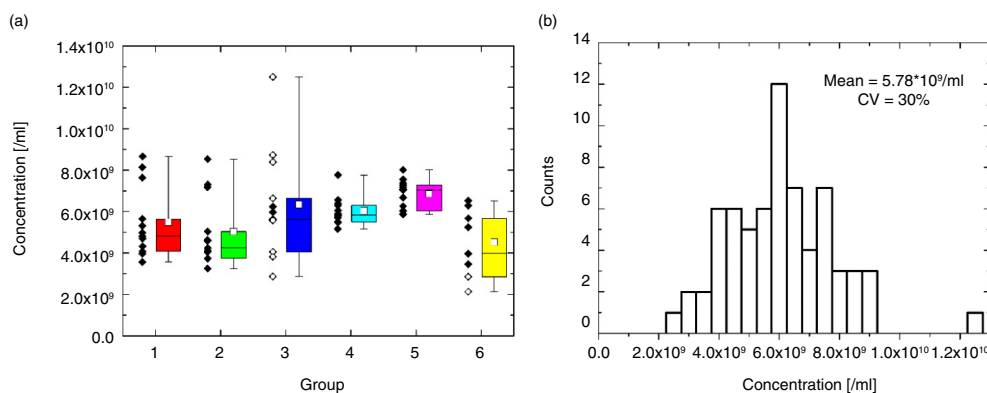 (a)
Concentration [/ml]
1.4x10¹⁰
1.2x10¹⁰
1.0x10¹⁰
8.0x10⁹
6.0x10⁹
4.0x10⁹
2.0x10⁹
0.0
1 2 3 4 5 6
Group
(b)
Counts
14
12
10
8
6
4
2
0
Mean = 5.78*10⁹/ml
CV = 30%
0.0 2.0x10⁹ 4.0x10⁹ 6.0x10⁹ 8.0x10⁹ 1.0x10¹⁰ 1.2x10¹⁰
Concentration [/ml]